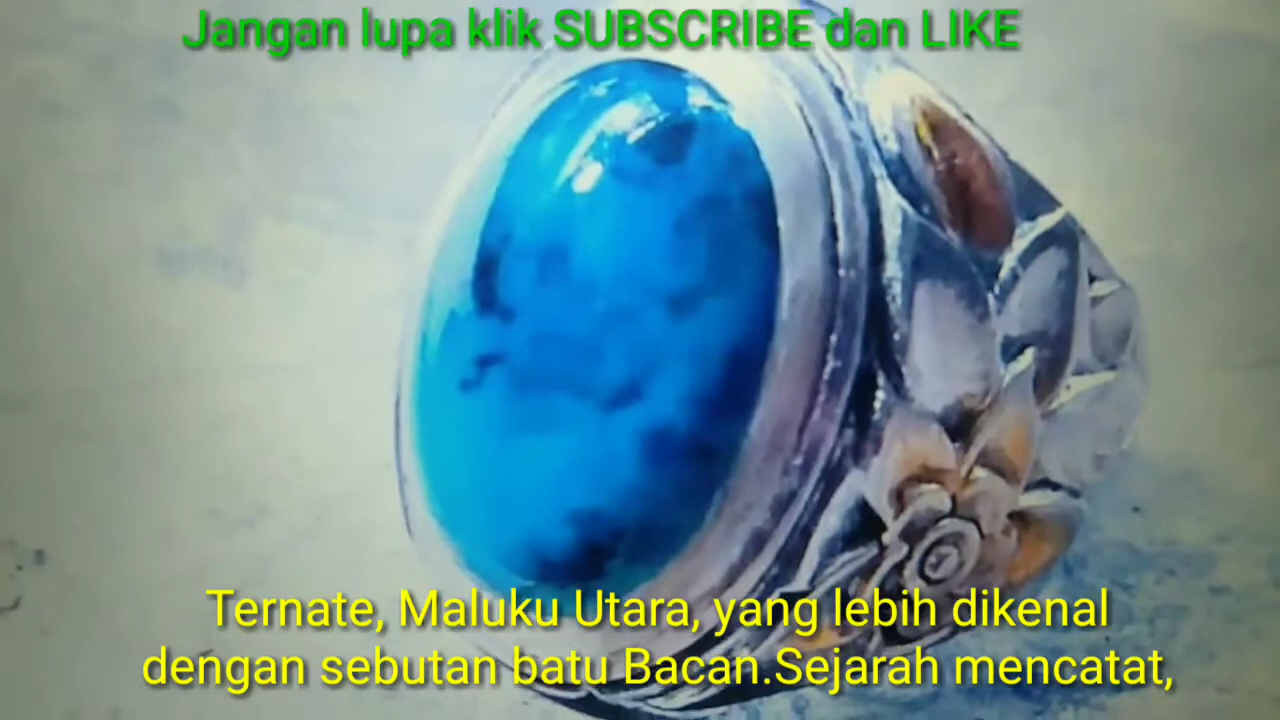 Jangan lupa klik SUBSCRIBE dan LIKE
Ternate, Maluku Utara, yang lebih dikenal
dengan sebutan batu Bacan.Sejarah mencatat,